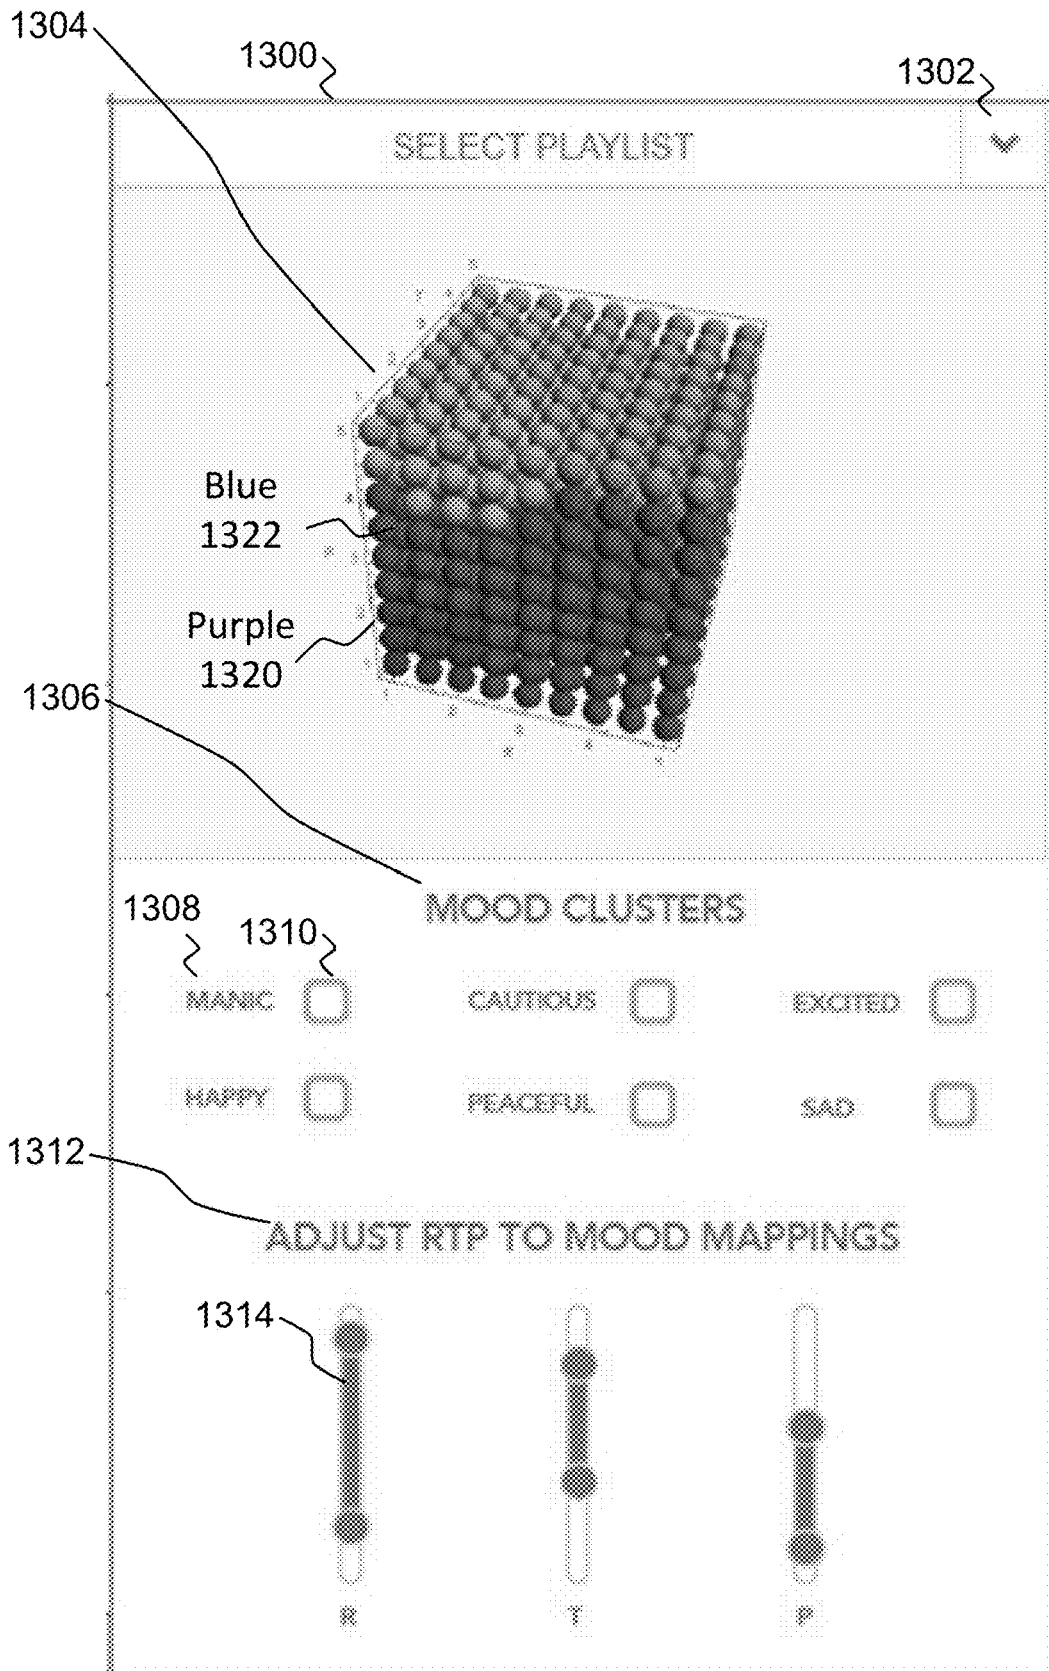 1304
1300
1302
SELECT PLAYLIST
Blue
1322
Purple
1320
1306
MOOD CLUSTERS
1308
1310
MANIC
CAUTIOUS
EXCITED
HAPPY
PEACEFUL
SAD
1312
ADJUST RTP TO MOOD MAPPINGS
1314
R
T
P